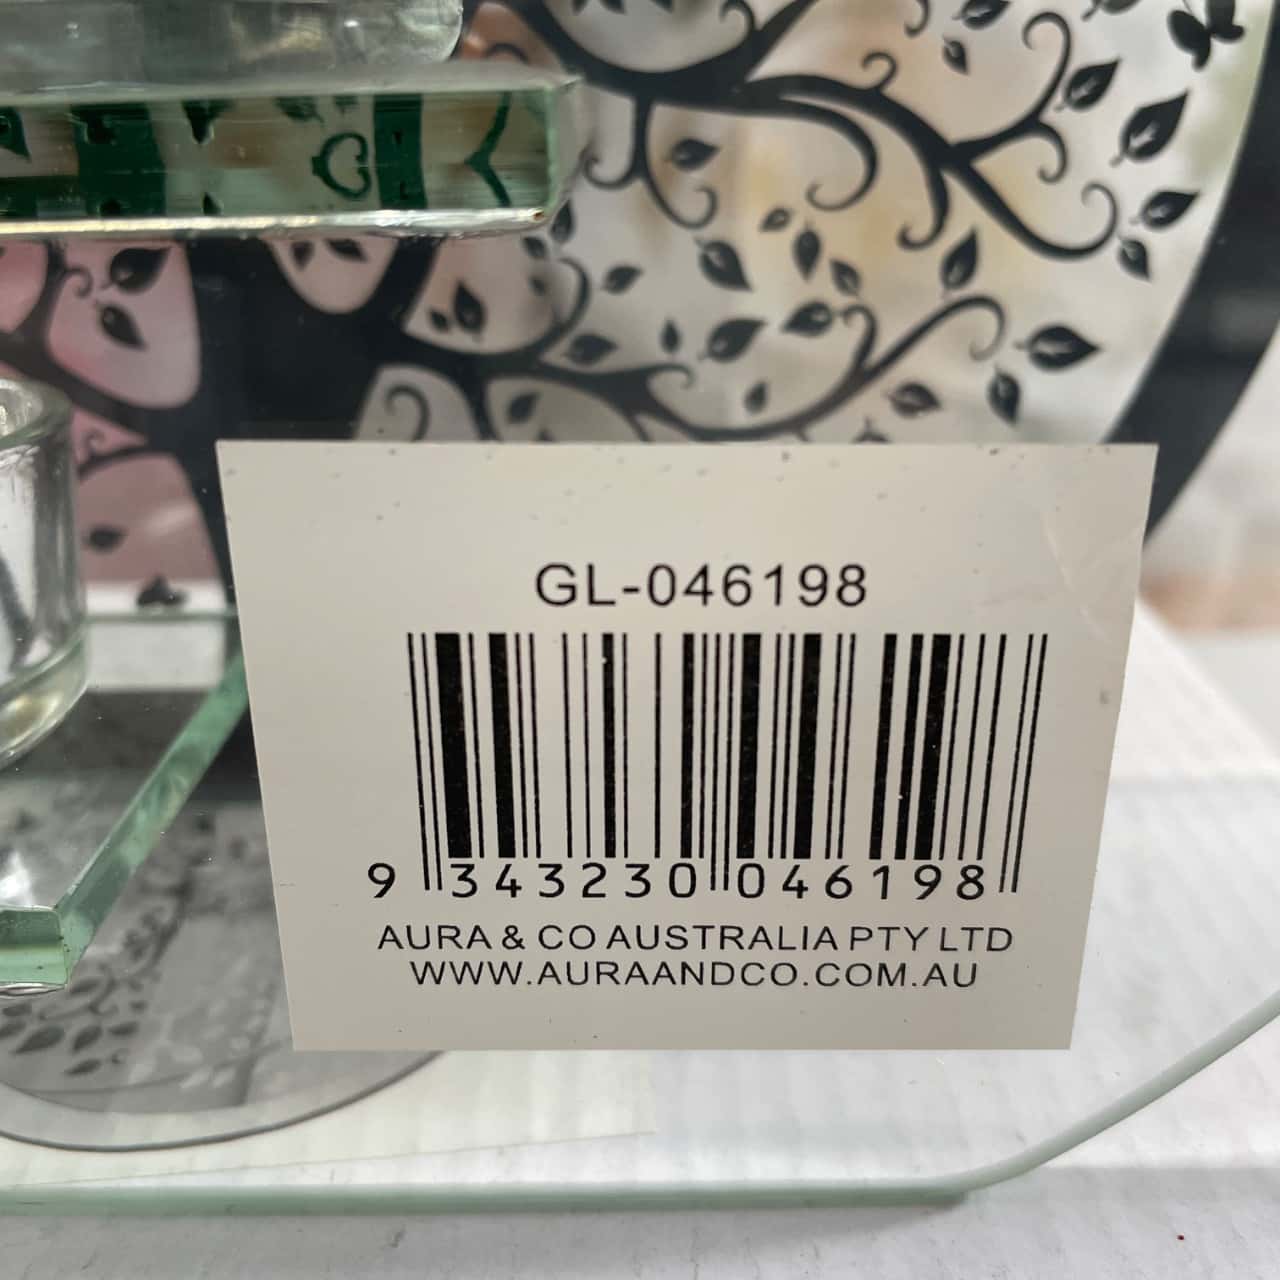 GL-046198
9 343230 046198
AURA & CO AUSTRALIA PTY LTD
WWW.AURAANDCO.COM.AU